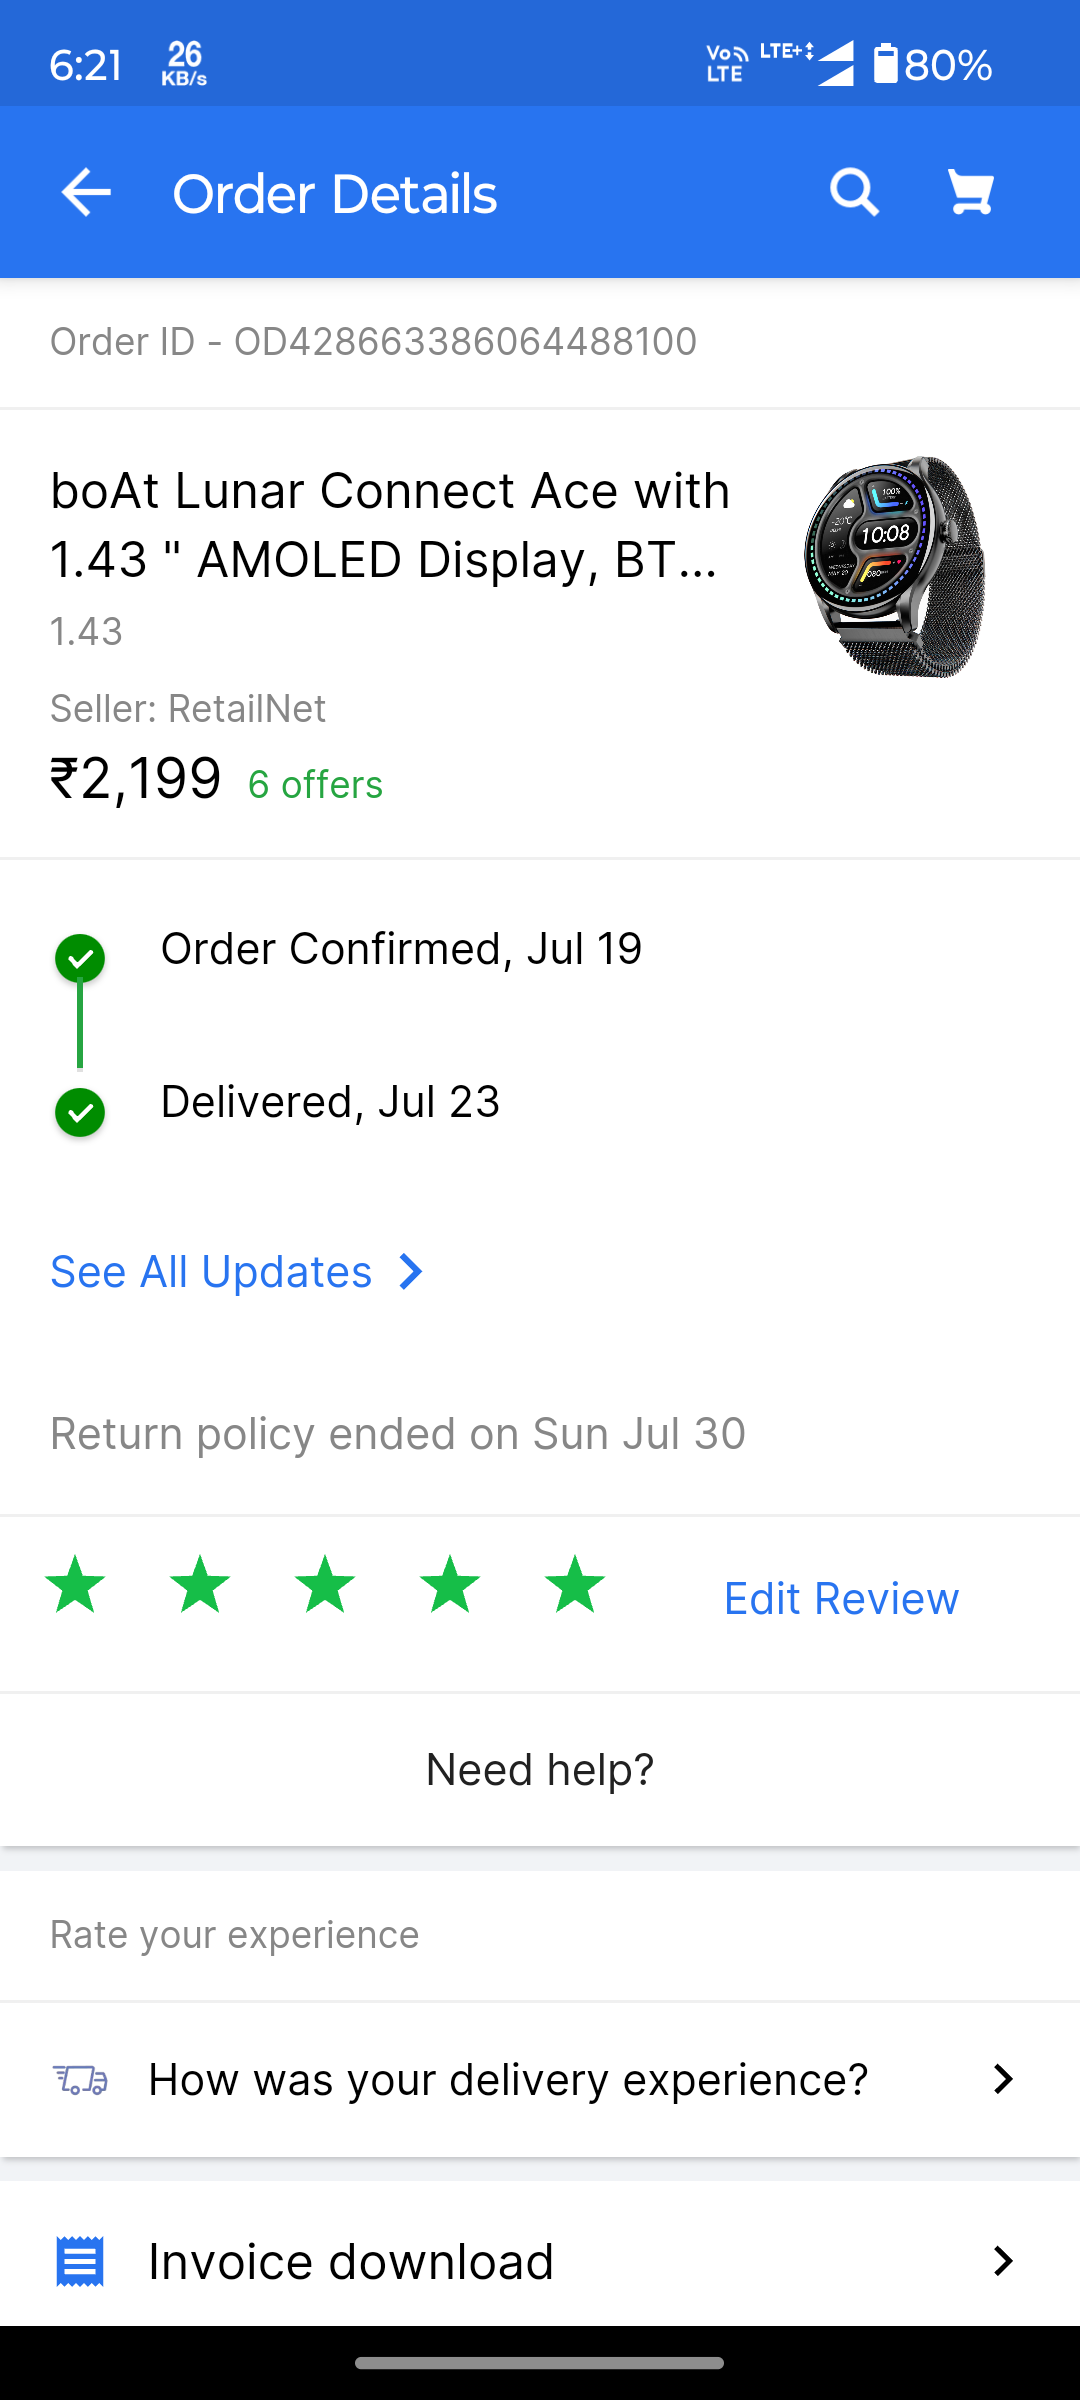 6:21
26
KB/s
Vo
LTE
LTE+
80%
Order Details
Order ID - OD428663386064488100
boAt Lunar Connect Ace with
1.43 " AMOLED Display, BT...
1.43
Seller: RetailNet
₹2,199 6 offers
100%
-20°C
10:08
Order Confirmed, Jul 19
Delivered, Jul 23
See All Updates
Return policy ended on Sun Jul 30
Edit Review
Need help?
Rate your experience
How was your delivery experience?
Invoice download